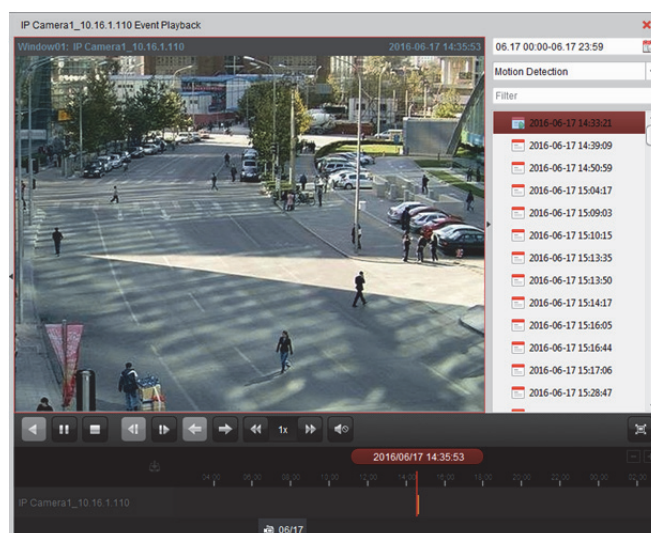 IP Camera1_10.16.1.110 Event Playback
Window01: IP Camera1_10.16.1.110
2016-06-17 14:35:53
06.17 00:00-06.17 23:59
Motion Detection
Filter
2016-06-17 14:33:21
2016-06-17 14:39:09
2016-06-17 14:50:59
2016-06-17 15:04:17
2016-06-17 15:09:03
2016-06-17 15:10:15
2016-06-17 15:13:35
2016-06-17 15:13:50
2016-06-17 15:14:17
2016-06-17 15:16:05
2016-06-17 15:16:44
2016-06-17 15:17:06
2016-06-17 15:28:47
1x
2016/06/17 14:35:53
IP Camera1_10.16.1.110
06/17